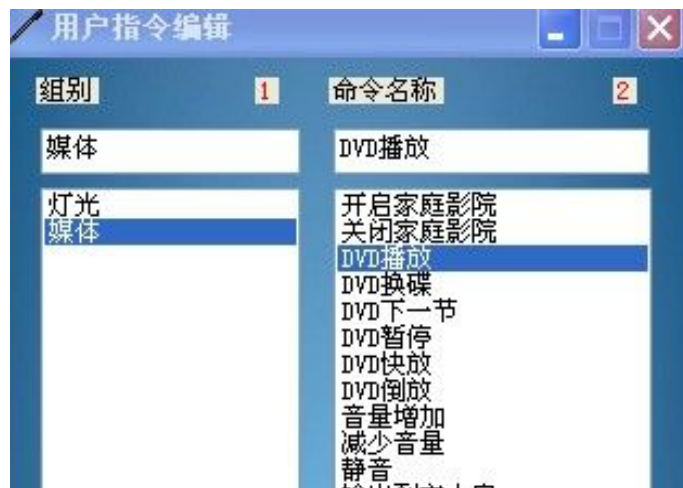 用户指令编辑
组别 1 命令名称 2
媒体 DVD播放
灯光
媒体
开启家庭影院
关闭家庭影院
DVD播放
DVD换碟
DVD下一节
DVD暂停
DVD快放
DVD倒放
音量增加
减少音量
静音